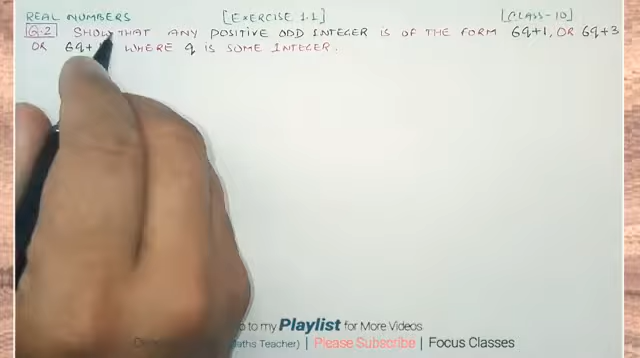 REAL NUMBERS [EXERCISE 1.1] [CLASS-10]
Q.2 SHOW THAT ANY POSITIVE ODD INTEGER IS OF THE FORM 6q+1, OR 6q+3
OR 6q+ WHERE q IS SOME INTEGER.
to my Playlist for More Videos
Maths Teacher) | Please Subscribe | Focus Classes